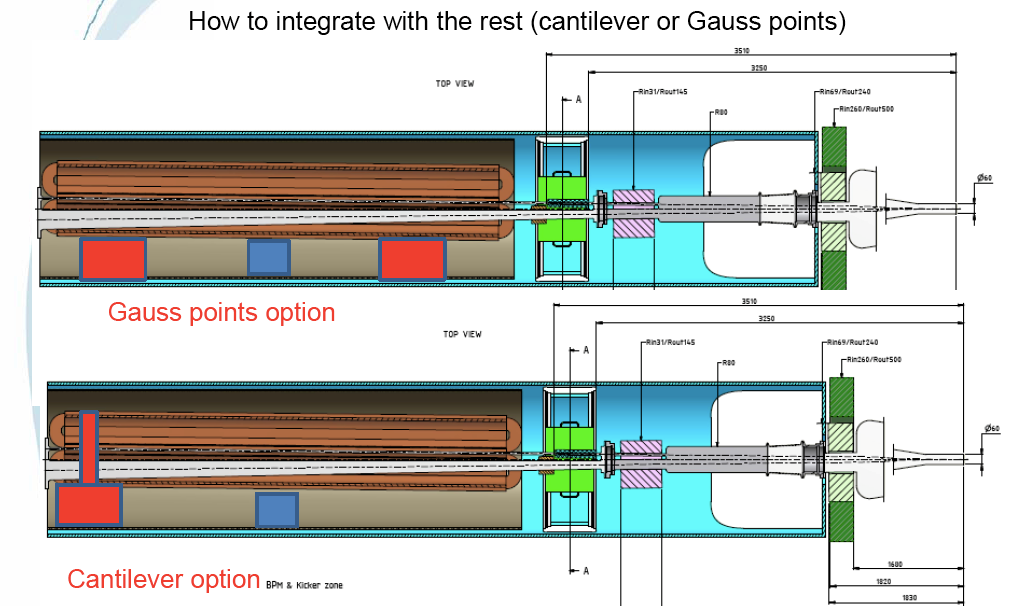 How to integrate with the rest (cantilever or Gauss points)
3510
3250
TOP VIEW
A
Rin31/Rout145
R80
Rin69/Rout240
Rin260/Rout500
Ø60
Gauss points option
3510
3250
TOP VIEW
A
Rin31/Rout145
R80
Rin69/Rout240
Rin260/Rout500
Ø60
1600
1820
1830
A
Cantilever option
BPM & Kicker zone